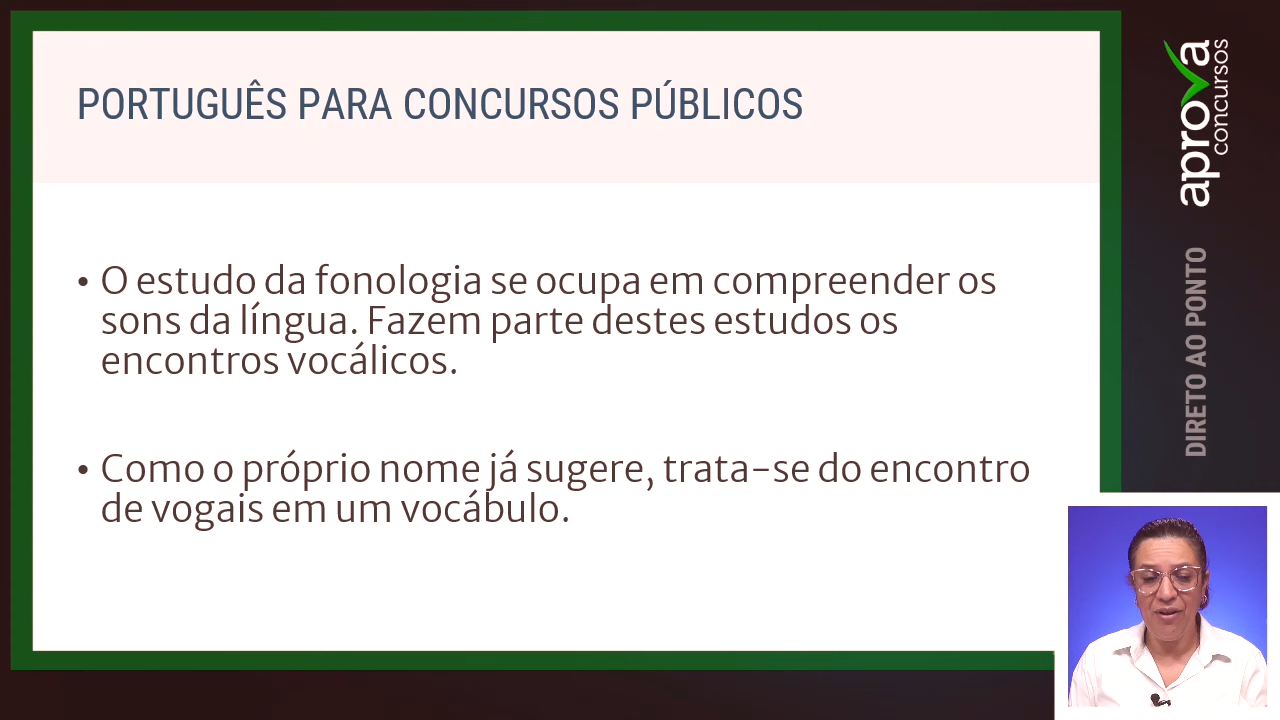 PORTUGUÊS PARA CONCURSOS PÚBLICOS
• O estudo da fonologia se ocupa em compreender os
sons da língua. Fazem parte destes estudos os
encontros vocálicos.
• Como o próprio nome já sugere, trata-se do encontro
de vogais em um vocábulo.
aprova
concursos
DIRETO AO PONTO